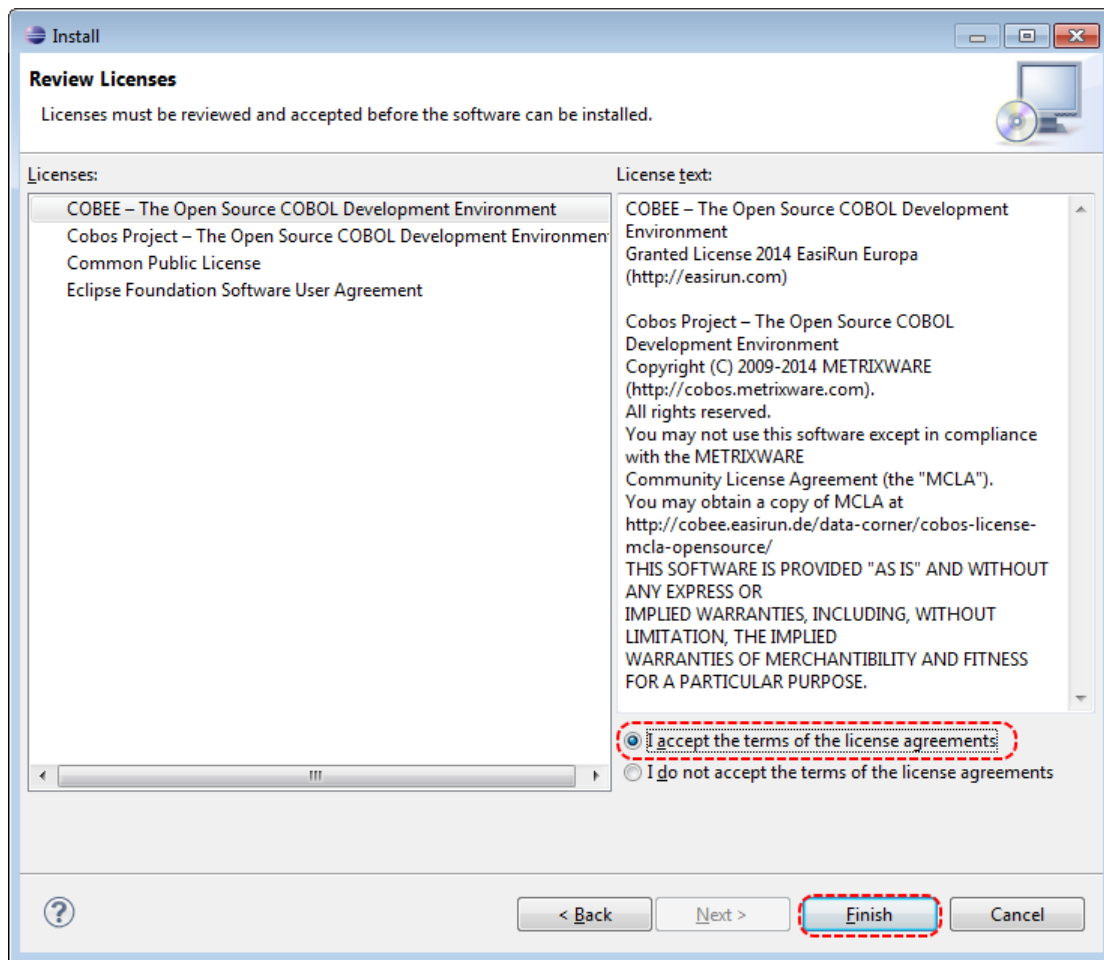 Install
Review Licenses
Licenses must be reviewed and accepted before the software can be installed.
Licenses:
COBEE – The Open Source COBOL Development Environment
Cobos Project – The Open Source COBOL Development Environmen
Common Public License
Eclipse Foundation Software User Agreement
License text:
COBEE – The Open Source COBOL Development
Environment
Granted License 2014 EasiRun Europa
(http://easirun.com)
Cobos Project – The Open Source COBOL
Development Environment
Copyright (C) 2009-2014 METRIXWARE
(http://cobos.metrixware.com).
All rights reserved.
You may not use this software except in compliance
with the METRIXWARE
Community License Agreement (the "MCLA").
You may obtain a copy of MCLA at
http://cobee.easirun.de/data-corner/cobos-license-
mcla-opensource/
THIS SOFTWARE IS PROVIDED "AS IS" AND WITHOUT
ANY EXPRESS OR
IMPLIED WARRANTIES, INCLUDING, WITHOUT
LIMITATION, THE IMPLIED
WARRANTIES OF MERCHANTIBILITY AND FITNESS
FOR A PARTICULAR PURPOSE.
I accept the terms of the license agreements
I do not accept the terms of the license agreements
< Back
Next >
Finish
Cancel